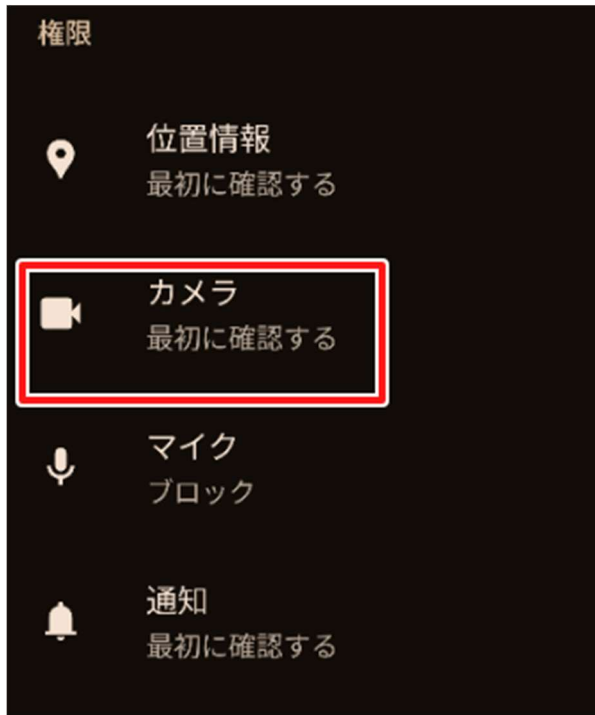 権限
位置情報
最初に確認する
カメラ
最初に確認する
マイク
ブロック
通知
最初に確認する